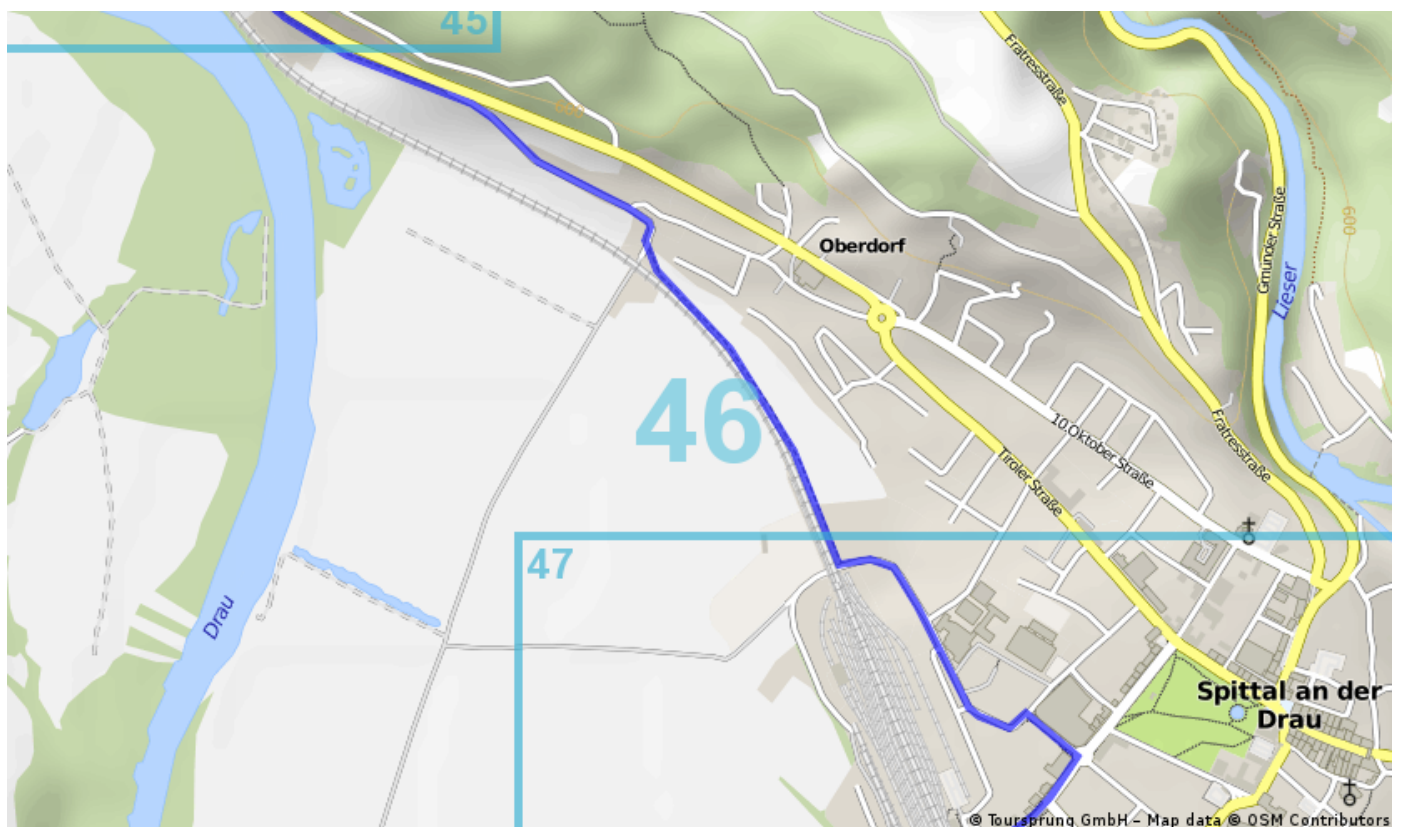 45
Fratresstraße
660
Gmünder Straße
600
Oberdorf
Lieser
46
10.Oktober Straße
Fratresstraße
Tiroler Straße
47
Drau
Spittal an der
Drau
© Toursprung GmbH – Map data © OSM Contributors